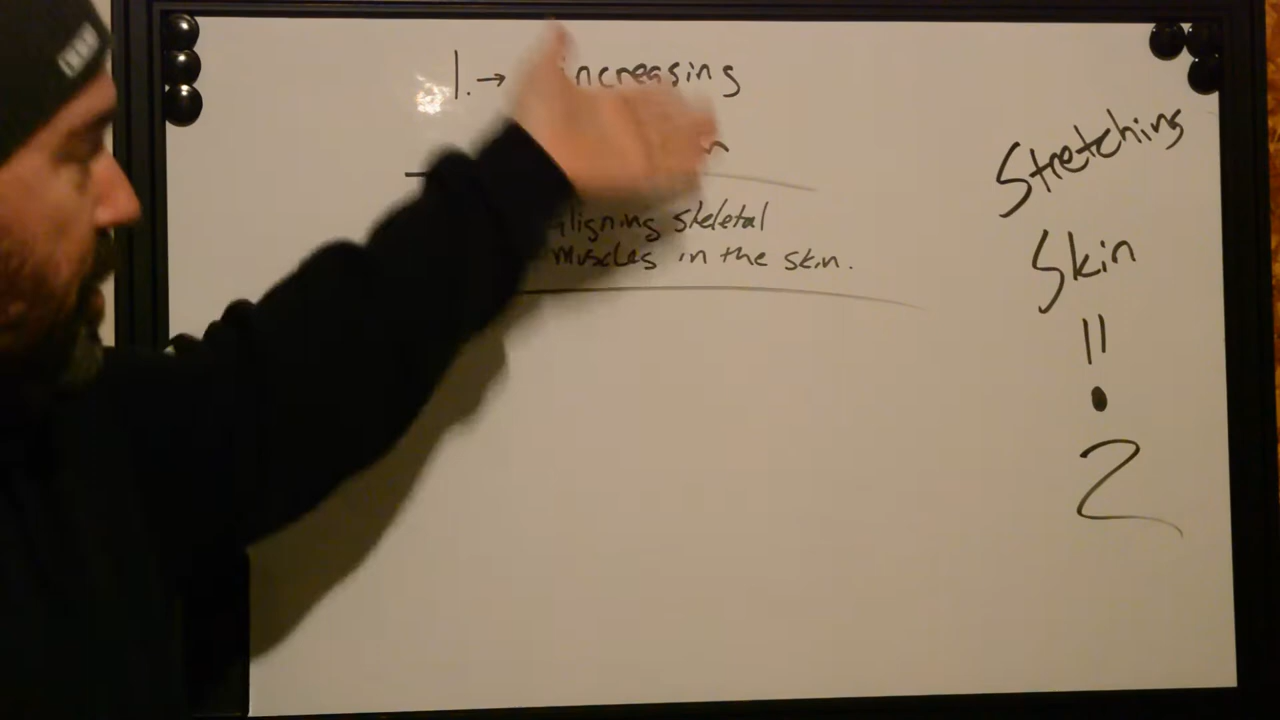 1. → increasing
aligning skeletal
muscles in the skin.
Stretching
Skin
=
2